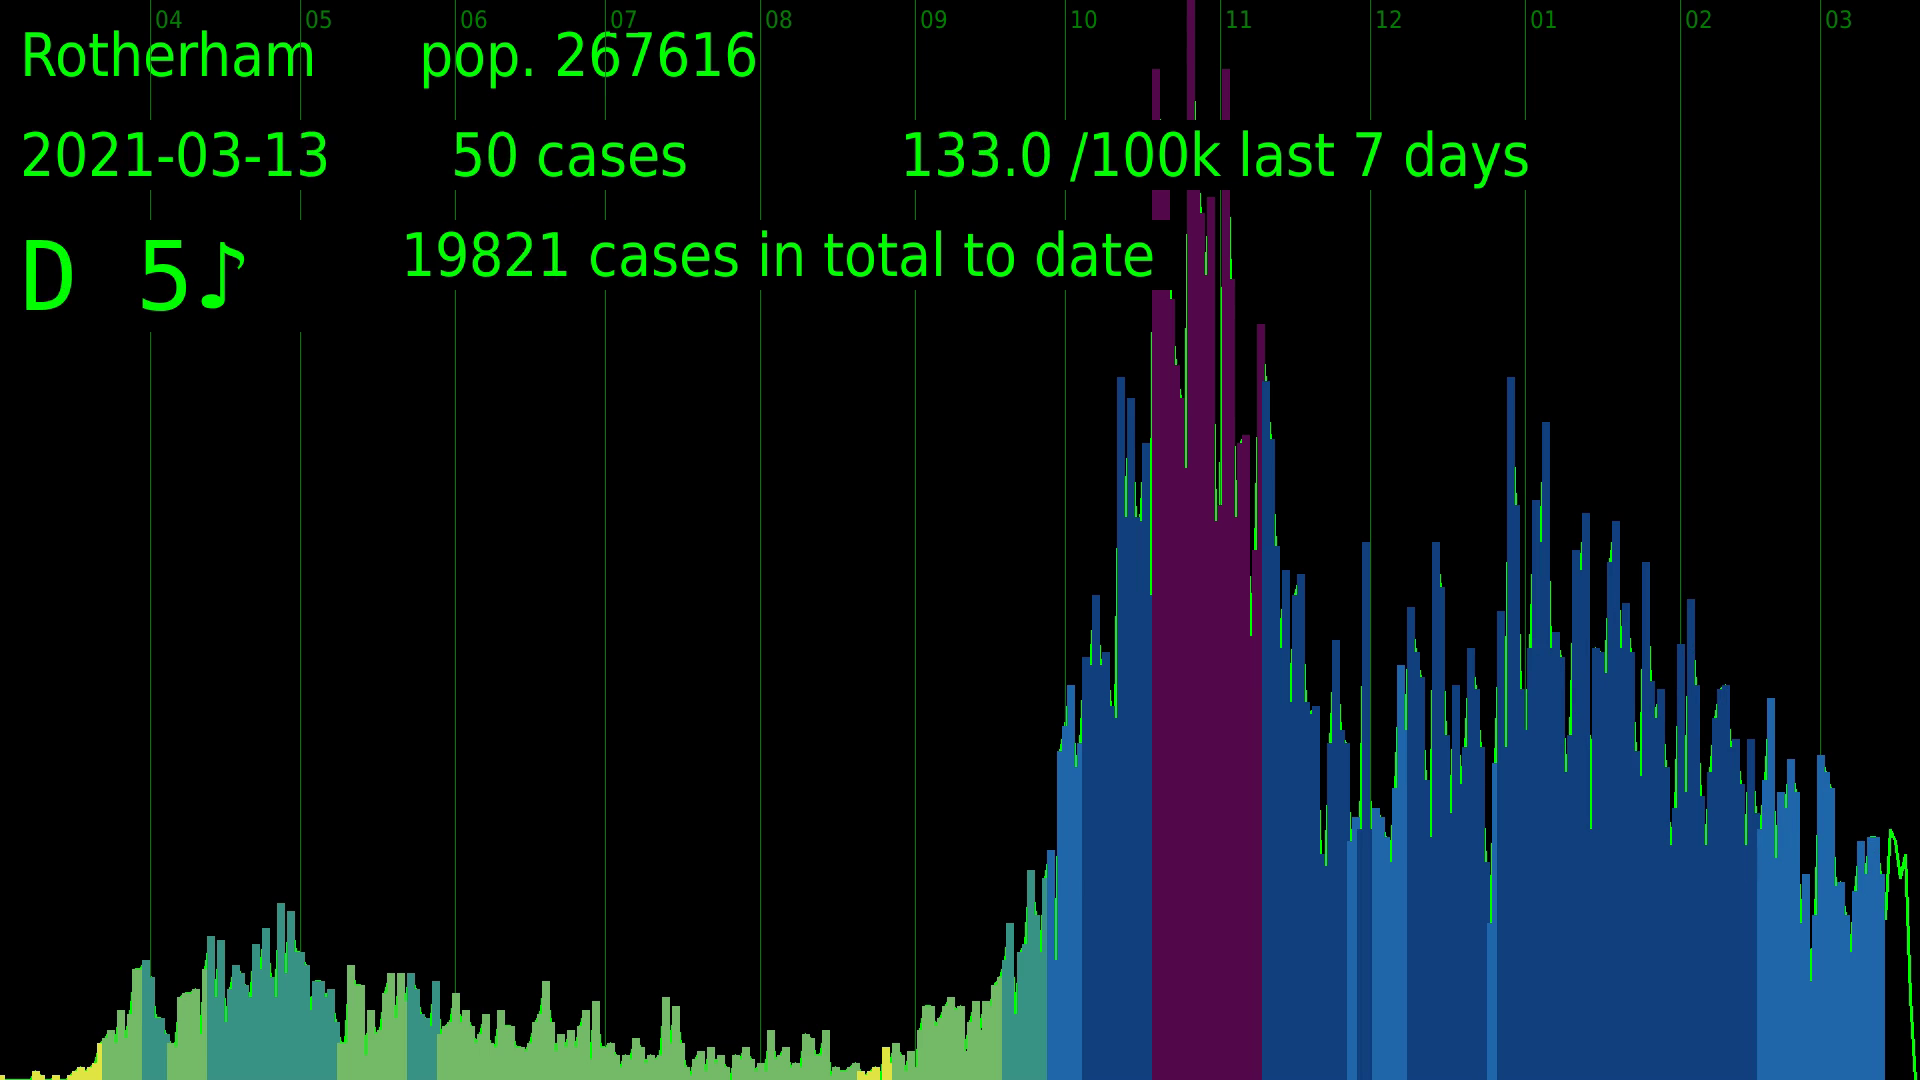 04 05 06 07 08 09 10 11 12 01 02 03
Rotherham pop. 267616
2021-03-13 50 cases 133.0 /100k last 7 days
D 5♪ 19821 cases in total to date